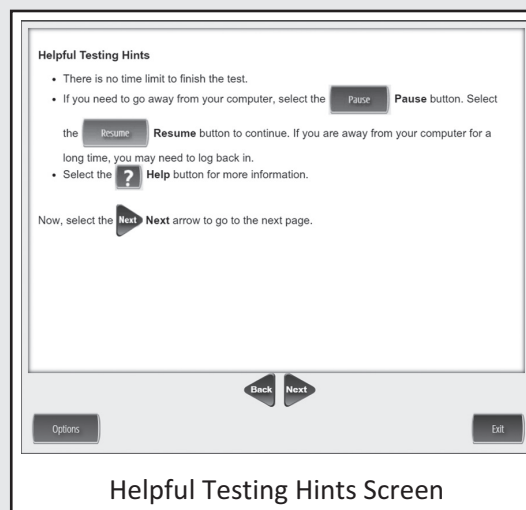 Helpful Testing Hints
• There is no time limit to finish the test.
• If you need to go away from your computer, select the Pause Pause button. Select
the Resume Resume button to continue. If you are away from your computer for a
long time, you may need to log back in.
• Select the ? Help button for more information.
Now, select the Next Next arrow to go to the next page.
Back Next
Options Exit
Helpful Testing Hints Screen